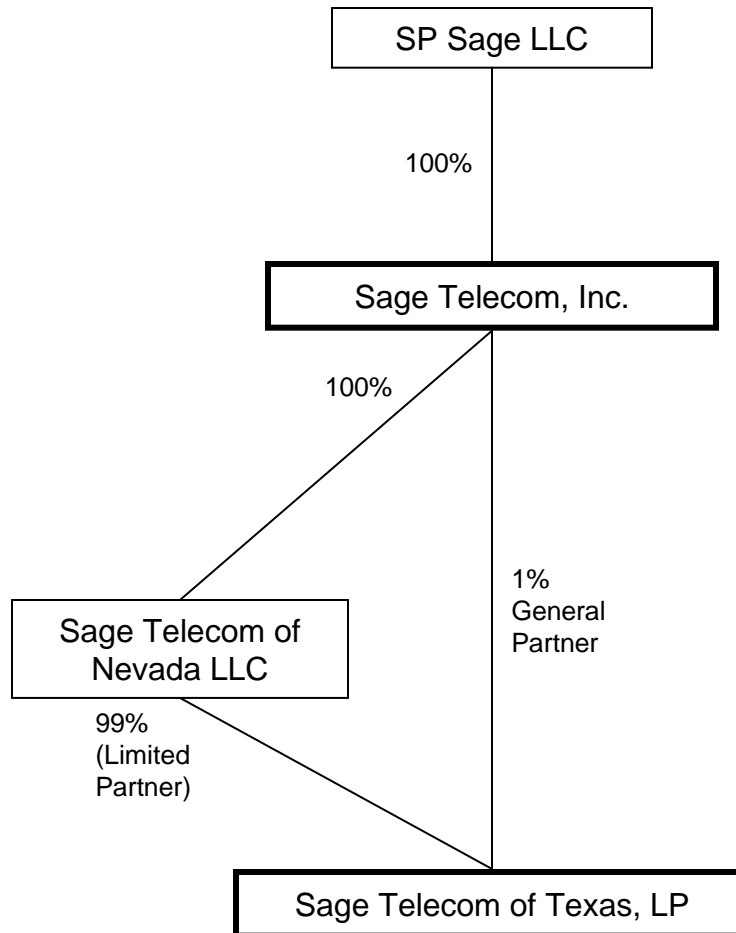 SP Sage LLC
100%
Sage Telecom, Inc.
100%
1%
General
Partner
Sage Telecom of
Nevada LLC
99%
(Limited
Partner)
Sage Telecom of Texas, LP